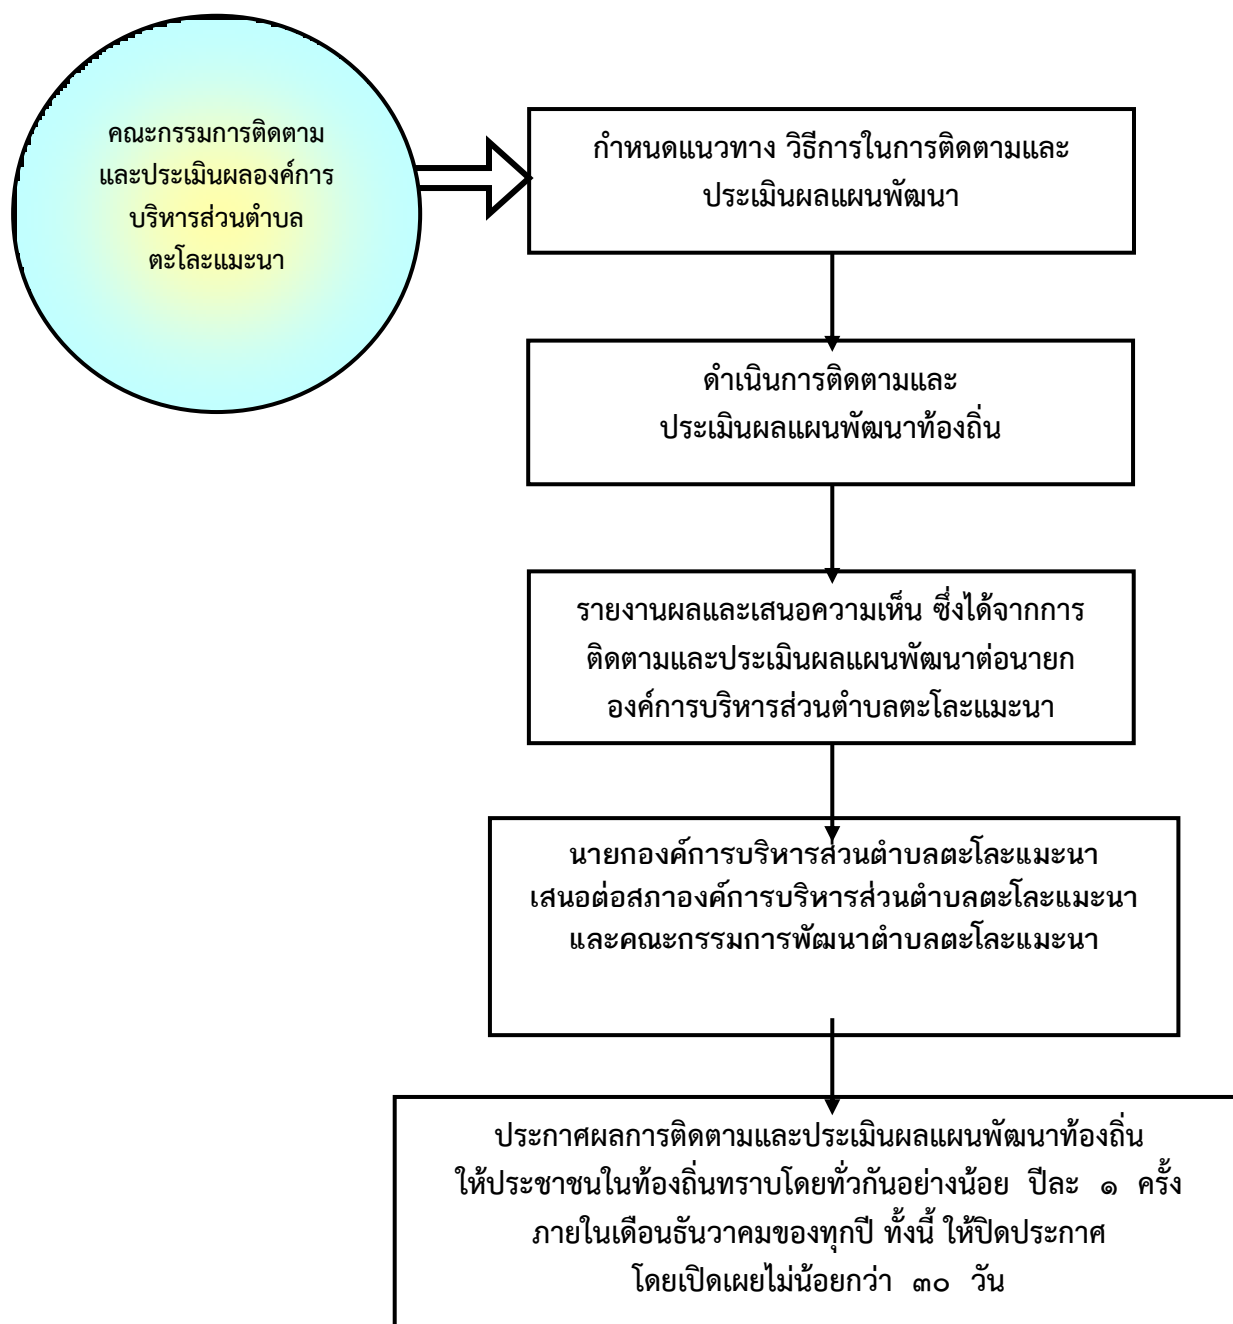 คณะกรรมการติดตาม
และประเมินผลองค์การ
บริหารส่วนตำบล
ตะโละแมะนา
กำหนดแนวทาง วิธีการในการติดตามและ
ประเมินผลแผนพัฒนา
ดำเนินการติดตามและ
ประเมินผลแผนพัฒนาท้องถิ่น
รายงานผลและเสนอความเห็น ซึ่งได้จากการ
ติดตามและประเมินผลแผนพัฒนาต่อนายก
องค์การบริหารส่วนตำบลตะโละแมะนา
นายกองค์การบริหารส่วนตำบลตะโละแมะนา
เสนอต่อสภาองค์การบริหารส่วนตำบลตะโละแมะนา
และคณะกรรมการพัฒนาตำบลตะโละแมะนา
ประกาศผลการติดตามและประเมินผลแผนพัฒนาท้องถิ่น
ให้ประชาชนในท้องถิ่นทราบโดยทั่วกันอย่างน้อย ปีละ ๑ ครั้ง
ภายในเดือนธันวาคมของทุกปี ทั้งนี้ ให้ปิดประกาศ
โดยเปิดเผยไม่น้อยกว่า ๓๐ วัน